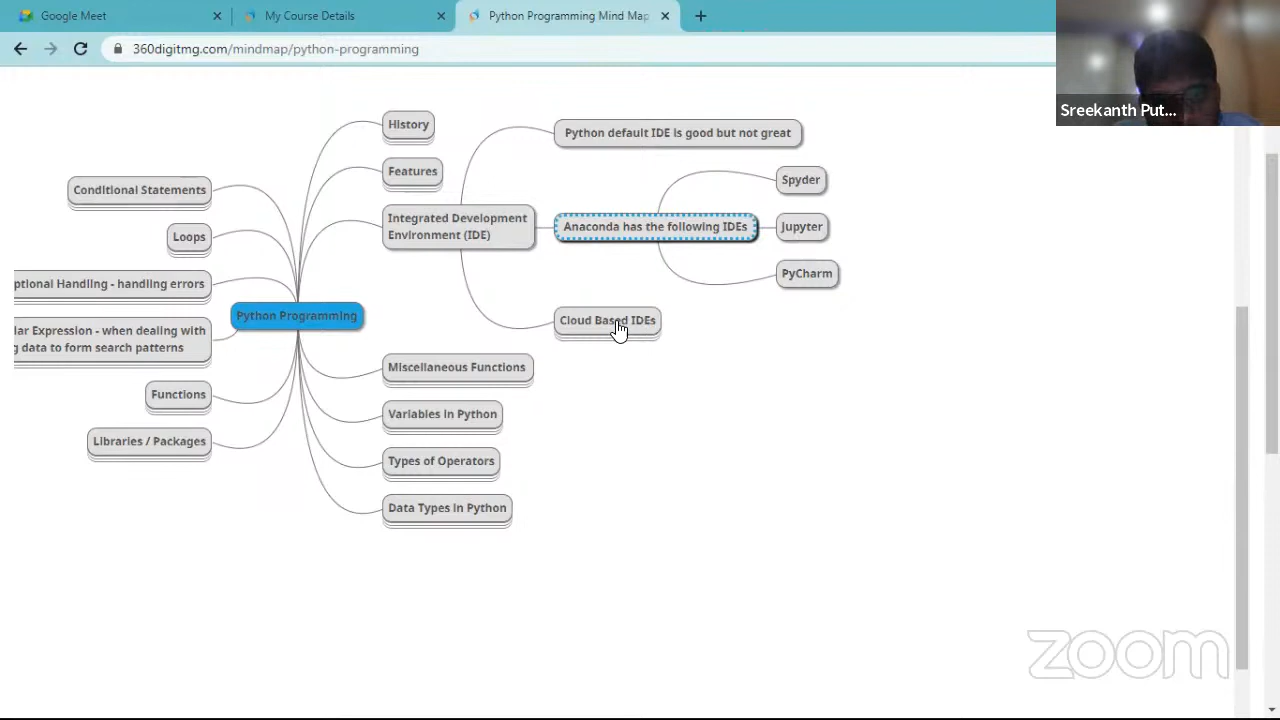 Google Meet
My Course Details
Python Programming Mind Map
360digitmg.com/mindmap/python-programming
Sreekanth Put...
History
Python default IDE is good but not great
Features
Spyder
Conditional Statements
Integrated Development
Environment (IDE)
Anaconda has the following IDEs
Jupyter
Loops
PyCharm
ptional Handling - handling errors
Python Programming
Cloud Based IDEs
lar Expression - when dealing with
g data to form search patterns
Miscellaneous Functions
Functions
Variables in Python
Libraries / Packages
Types of Operators
Data Types in Python
zoom